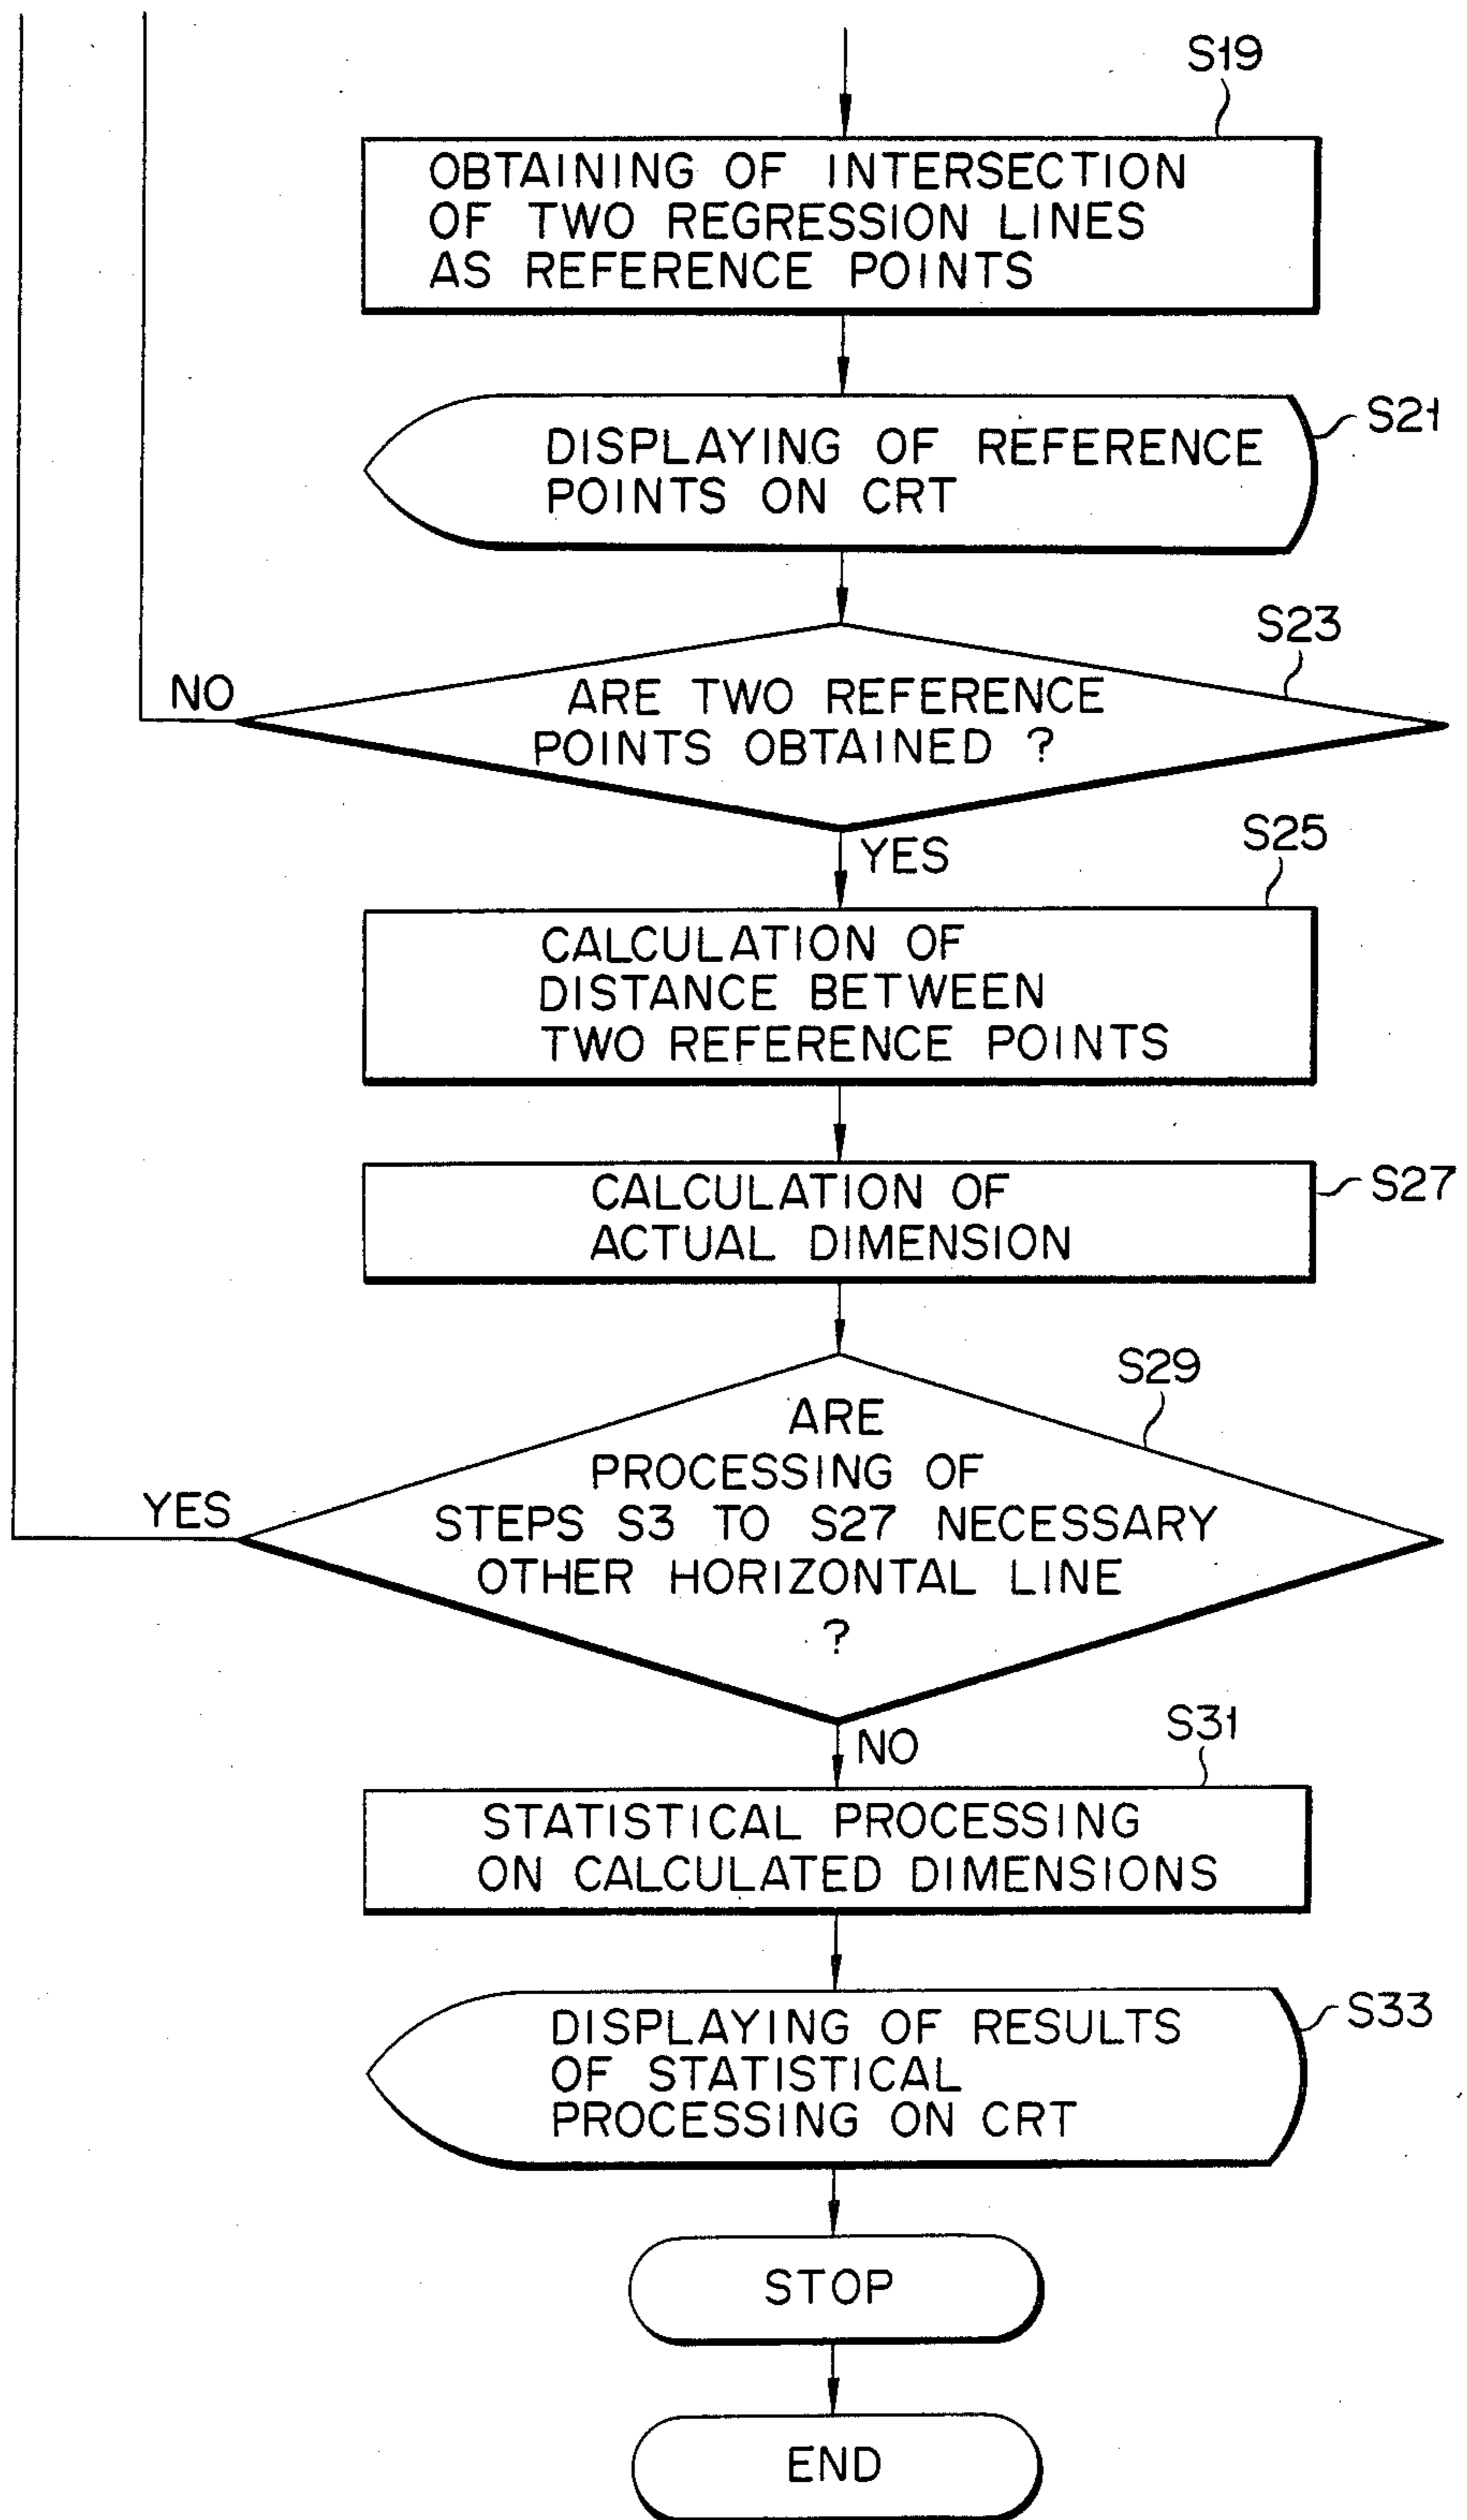 S19
OBTAINING OF INTERSECTION
OF TWO REGRESSION LINES
AS REFERENCE POINTS
S21
DISPLAYING OF REFERENCE
POINTS ON CRT
S23
NO
ARE TWO REFERENCE
POINTS OBTAINED ?
YES
S25
CALCULATION OF
DISTANCE BETWEEN
TWO REFERENCE POINTS
S27
CALCULATION OF
ACTUAL DIMENSION
S29
YES
ARE
PROCESSING OF
STEPS S3 TO S27 NECESSARY
OTHER HORIZONTAL LINE
?
NO
S31
STATISTICAL PROCESSING
ON CALCULATED DIMENSIONS
S33
DISPLAYING OF RESULTS
OF STATISTICAL
PROCESSING ON CRT
STOP
END